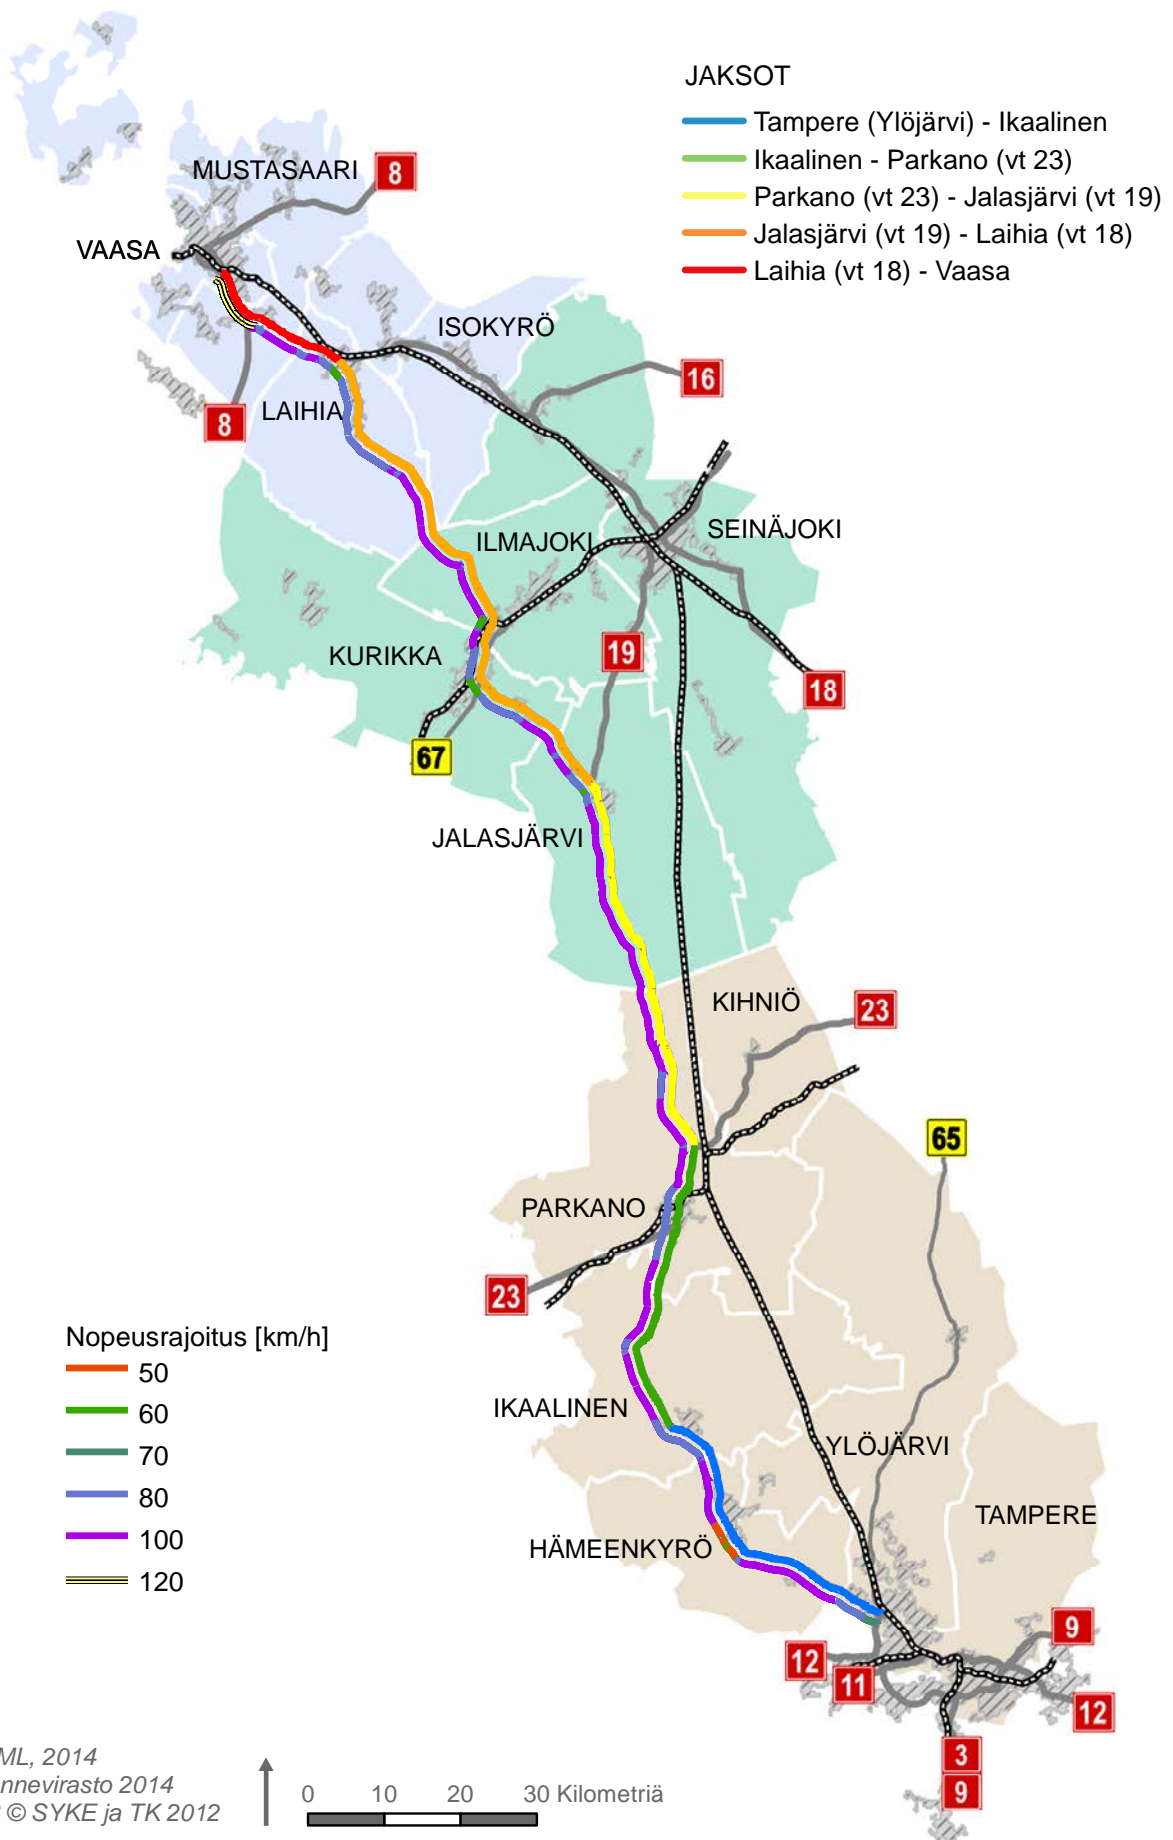 JAKSOT
Tampere (Ylöjärvi) - Ikaalinen
Ikaalinen - Parkano (vt 23)
Parkano (vt 23) - Jalasjärvi (vt 19)
Jalasjärvi (vt 19) - Laihia (vt 18)
Laihia (vt 18) - Vaasa
MUSTASAARI
8
VAASA
ISOKYRÖ
16
LAIHIA
8
ILMAJOKI
SEINÄJOKI
KURIKKA
19
18
67
JALASJÄRVI
KIHNIÖ
23
65
PARKANO
23
Nopeusrajoitus [km/h]
50
60
70
80
100
120
IKAALINEN
YLÖJÄRVI
TAMPERE
HÄMEENKYRÖ
9
12
11
12
3
9
ML, 2014
nnevirasto 2014
© SYKE ja TK 2012
0 10 20 30 Kilometriä